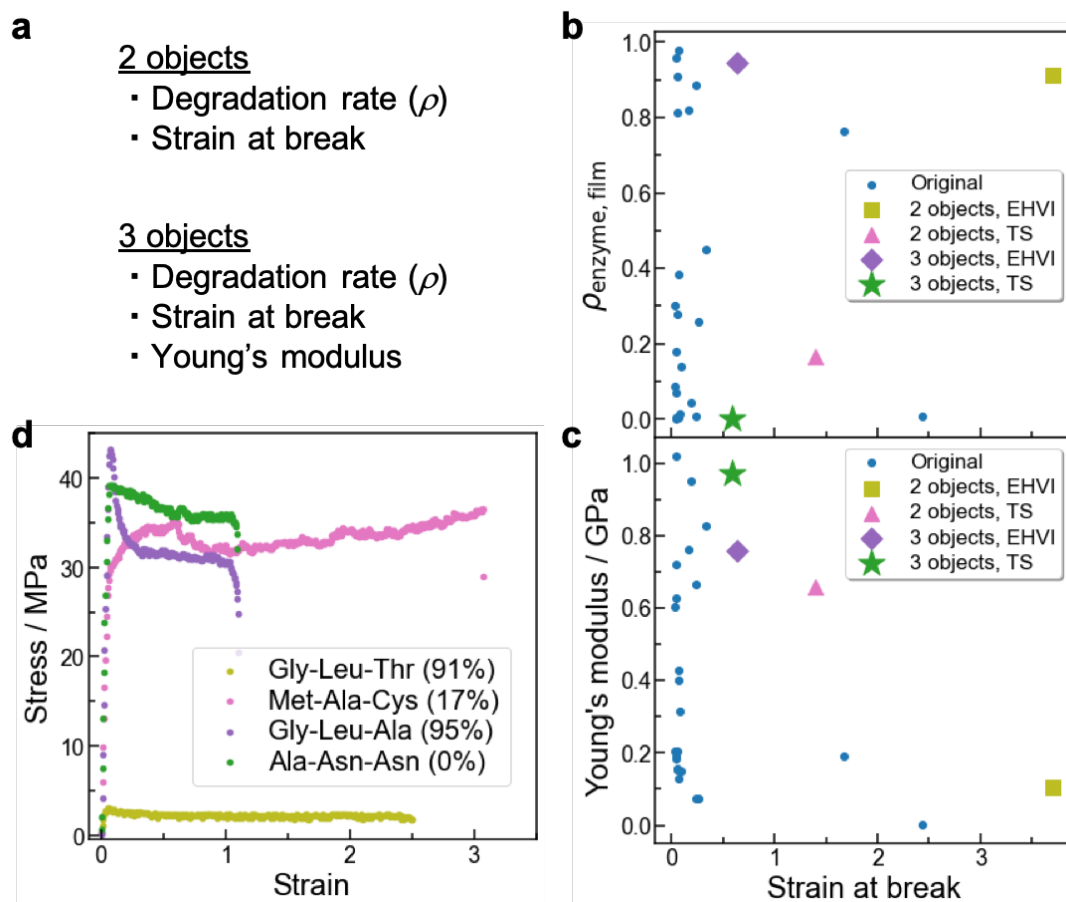 a
2 objects
・Degradation rate (ρ)
・Strain at break
3 objects
・Degradation rate (ρ)
・Strain at break
・Young's modulus
b
1.0
0.8
0.6
0.4
0.2
0.0
ρenzyme, film
Original
2 objects, EHVI
2 objects, TS
3 objects, EHVI
3 objects, TS
c
1.0
0.8
0.6
0.4
0.2
0.0
Young's modulus / GPa
Original
2 objects, EHVI
2 objects, TS
3 objects, EHVI
3 objects, TS
0 1 2 3
Strain at break
d
40
30
20
10
0
Stress / MPa
Gly-Leu-Thr (91%)
Met-Ala-Cys (17%)
Gly-Leu-Ala (95%)
Ala-Asn-Asn (0%)
0 1 2 3
Strain